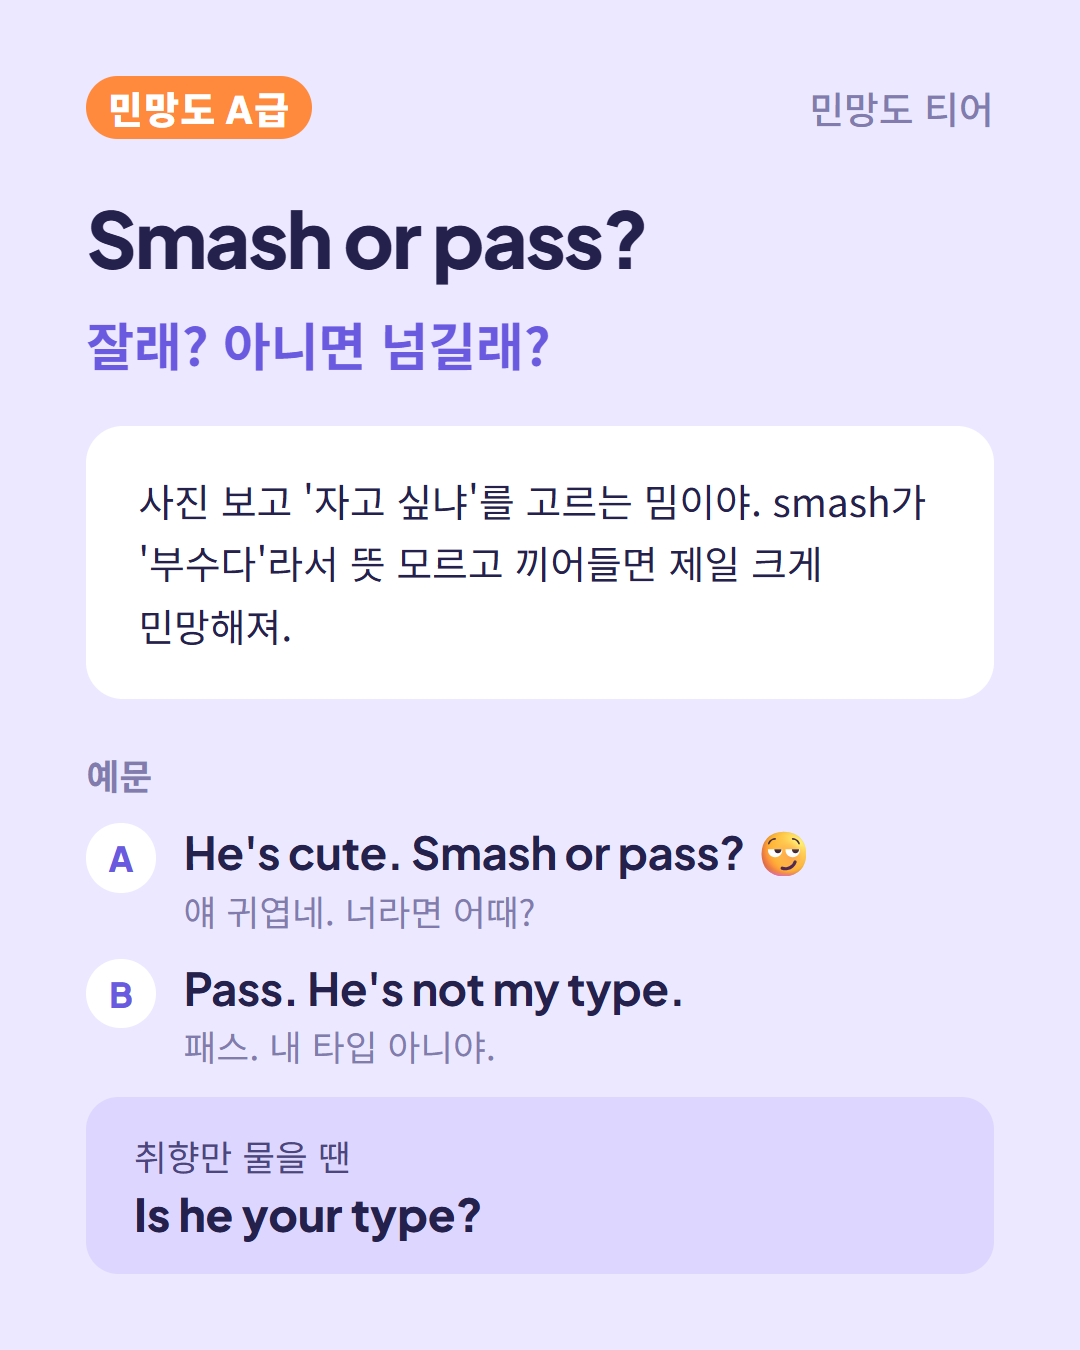 민망도 A급
민망도 티어
Smash or pass?
잘래? 아니면 넘길래?
사진 보고 '자고 싶냐'를 고르는 밈이야. smash가
'부수다'라서 뜻 모르고 끼어들면 제일 크게
민망해져.
예문
A
He's cute. Smash or pass? 😏
얘 귀엽네. 너라면 어때?
B
Pass. He's not my type.
패스. 내 타입 아니야.
취향만 물을 땐
Is he your type?